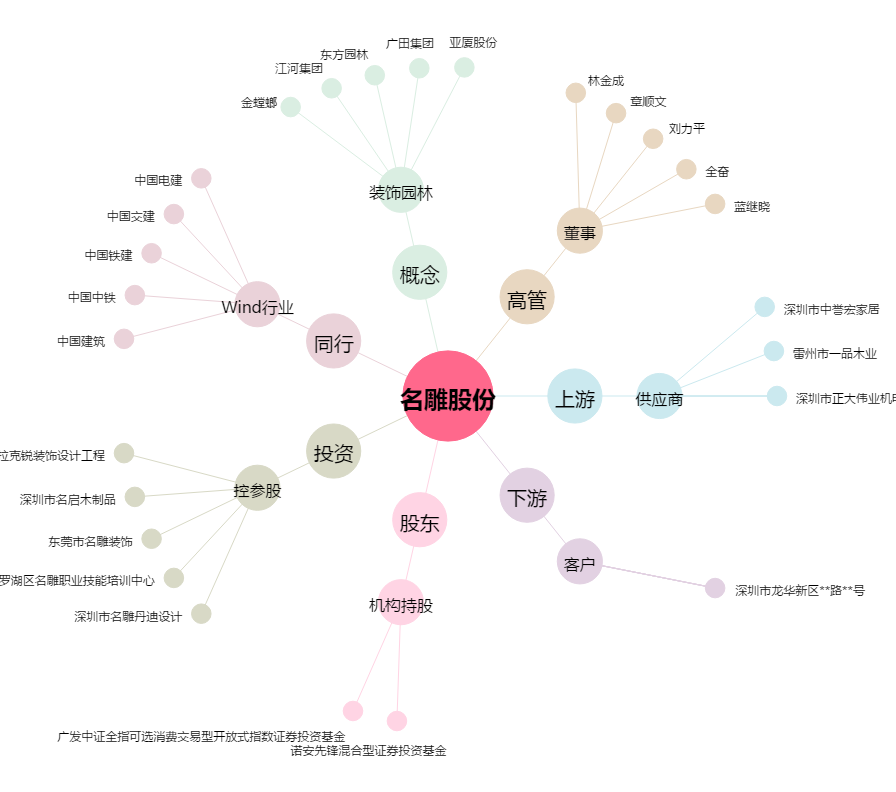 亚厦股份
广田集团
东方园林
江河集团
金螳螂
装饰园林
概念
林金成
章顺文
刘力平
全奋
蓝继晓
董事
高管
中国电建
中国交建
中国铁建
中国中铁
中国建筑
Wind行业
同行
名雕股份
深圳市中誉宏家居
雷州市一品木业
深圳市正大伟业机电
供应商
上游
投资
控参股
拉克锐装饰设计工程
深圳市名启木制品
东莞市名雕装饰
罗湖区名雕职业技能培训中心
深圳市名雕丹迪设计
下游
客户
深圳市龙华新区**路**号
股东
机构持股
广发中证全指可选消费交易型开放式指数证券投资基金
诺安先锋混合型证券投资基金